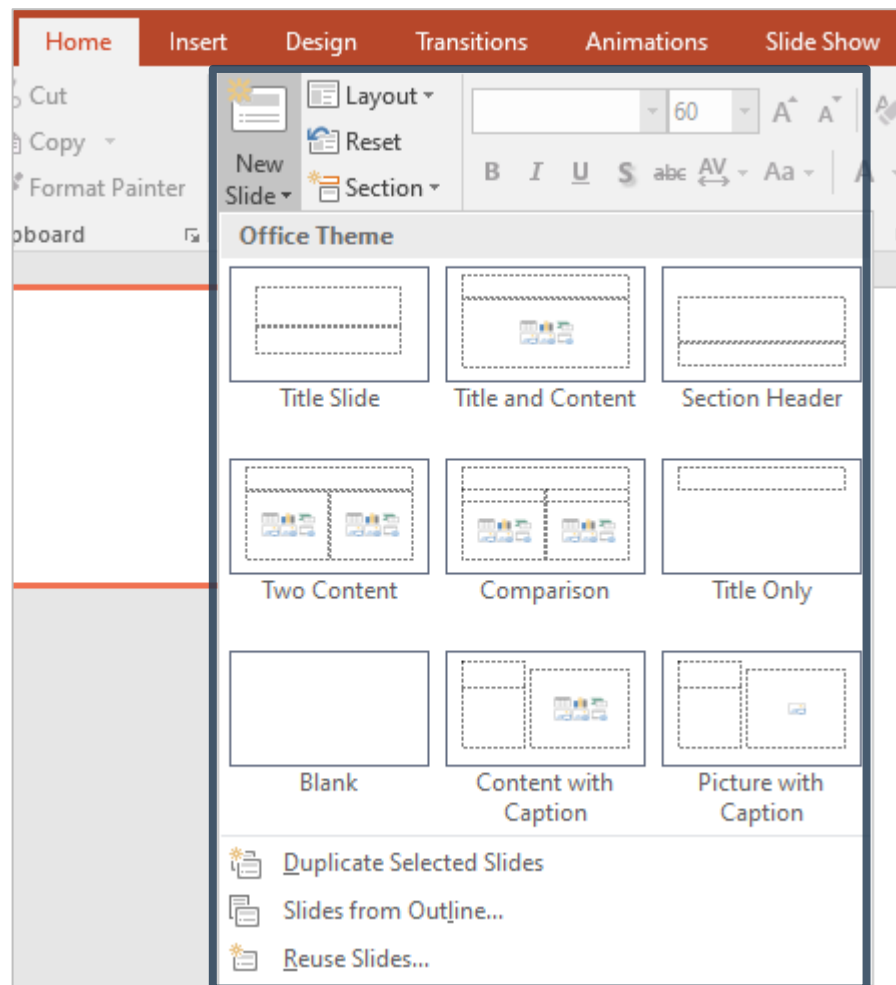 Home Insert Design Transitions Animations Slide Show
Cut
Layout
60 A A
Copy
Reset
New
Slide
Format Painter
Section
B I U S abc AV Aa A
pboard
Office Theme
Title Slide Title and Content Section Header
Two Content Comparison Title Only
Blank Content with Picture with
Caption Caption
Duplicate Selected Slides
Slides from Outline...
Reuse Slides...